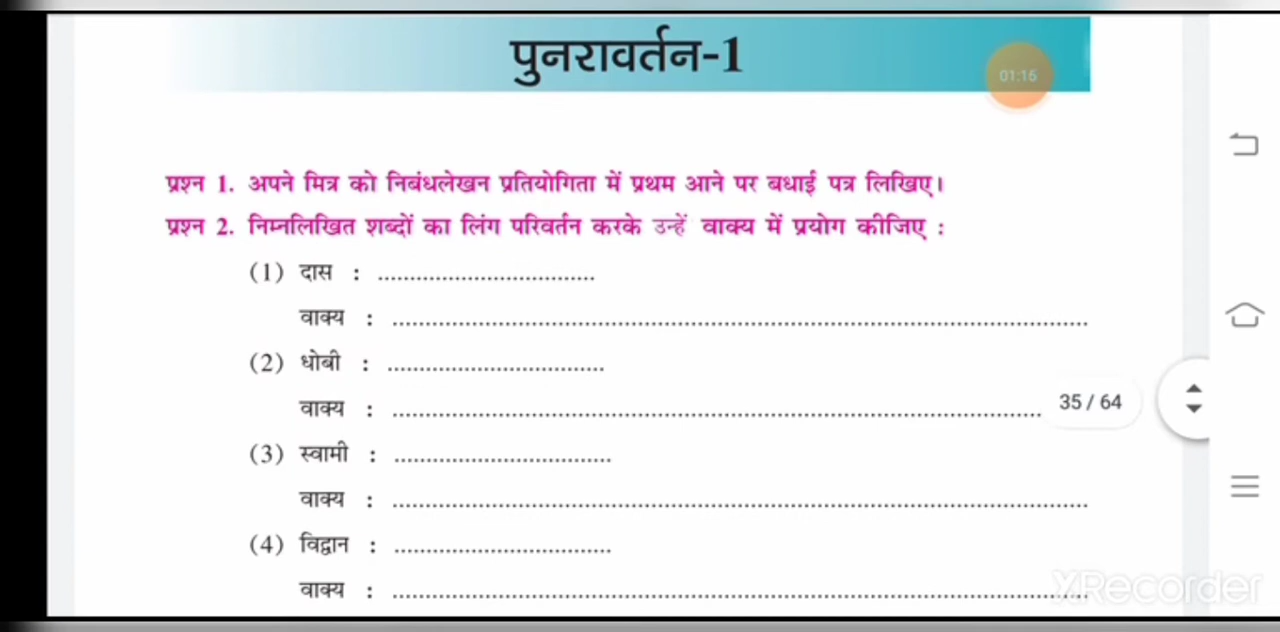 पुनरावर्तन-1
01:16
प्रश्न 1. अपने मित्र को निबंधलेखन प्रतियोगिता में प्रथम आने पर बधाई पत्र लिखिए।
प्रश्न 2. निम्नलिखित शब्दों का लिंग परिवर्तन करके उन्हें वाक्य में प्रयोग कीजिए :
(1) दास : .................................
वाक्य : ..........................................................................................................
(2) धोबी : .................................
वाक्य : ...................................................................................................
35 / 64
(3) स्वामी : .................................
वाक्य : ..........................................................................................................
(4) विद्वान : .................................
वाक्य : ..........................................................................................................
XRecorder